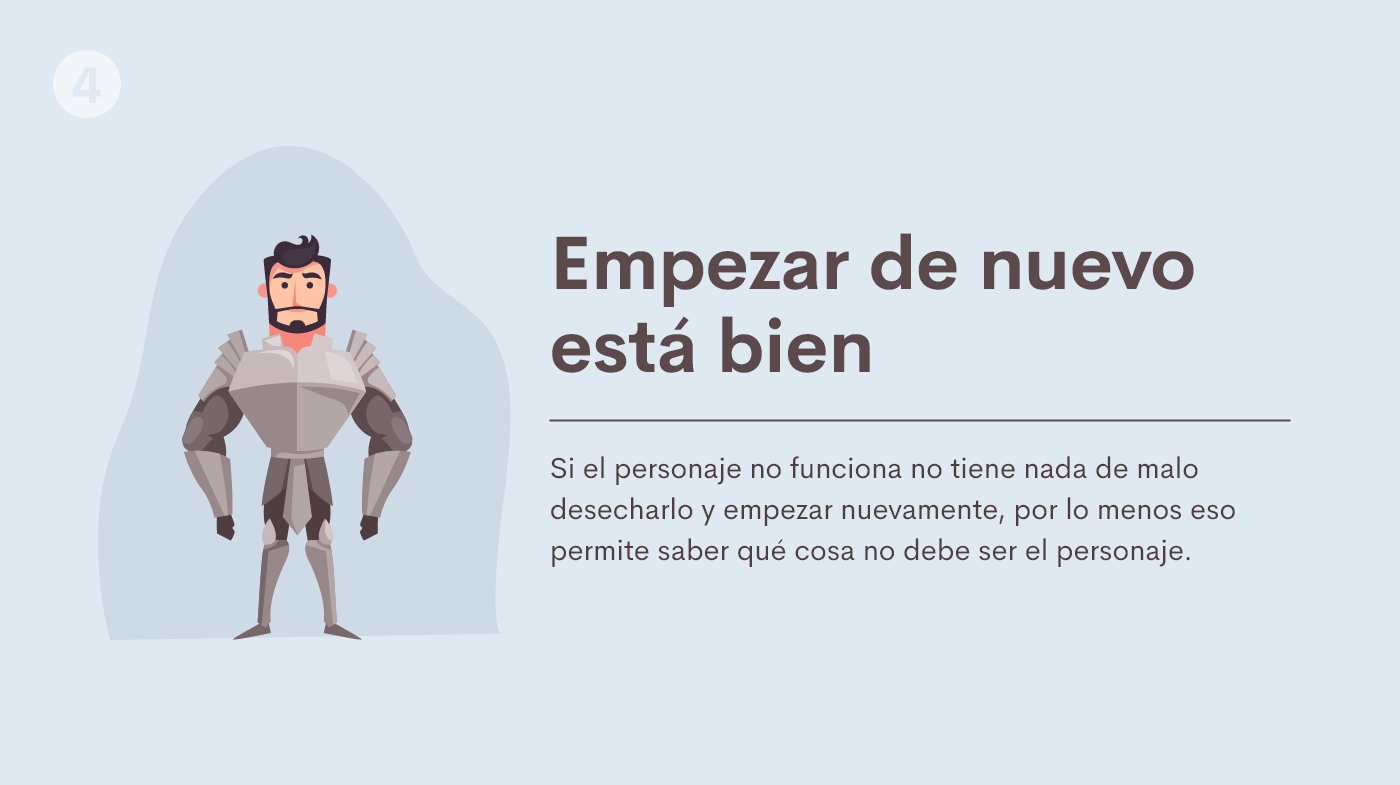 4
Empezar de nuevo
está bien
Si el personaje no funciona no tiene nada de malo
desecharlo y empezar nuevamente, por lo menos eso
permite saber qué cosa no debe ser el personaje.